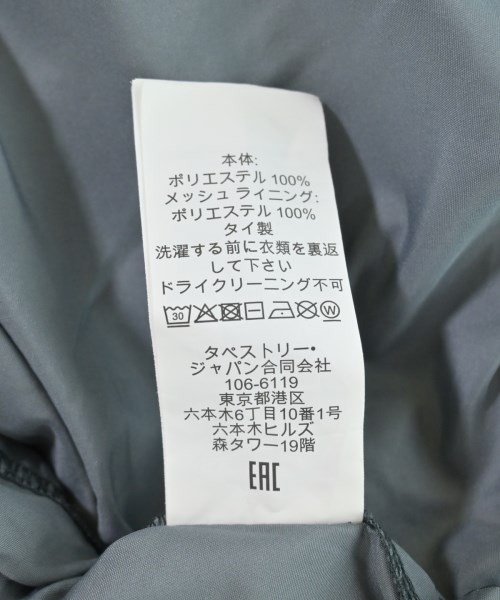 本体:
ポリエステル 100%
メッシュ ライニング:
ポリエステル 100%
タイ製
洗濯する前に衣類を裏返
して下さい
ドライクリーニング不可
30 W
タペストリー・
ジャパン合同会社
106-6119
東京都港区
六本木6丁目10番1号
六本木ヒルズ
森タワー19階
EAC